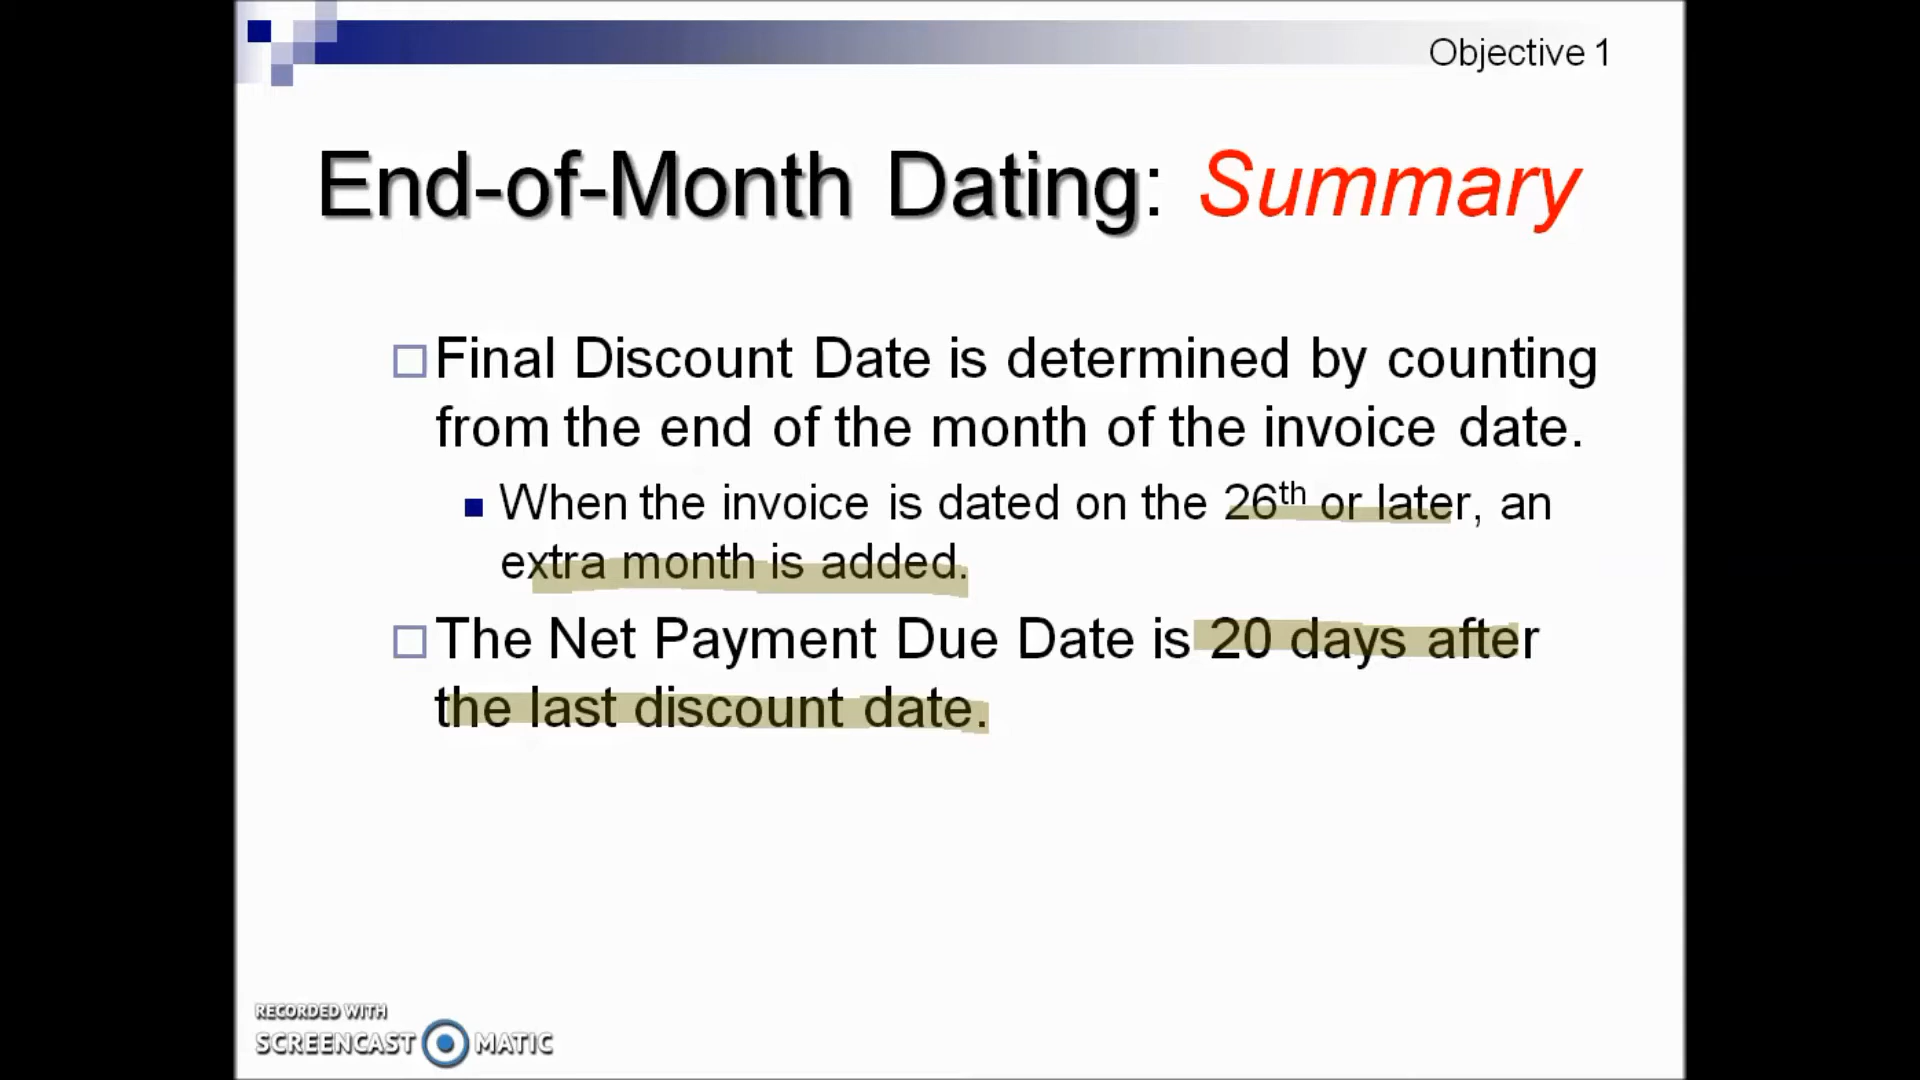 Objective 1
End-of-Month Dating: Summary
Final Discount Date is determined by counting
from the end of the month of the invoice date.
When the invoice is dated on the 26th or later, an
extra month is added.
The Net Payment Due Date is 20 days after
the last discount date.
RECORDED WITH
SCREENCAST MATIC